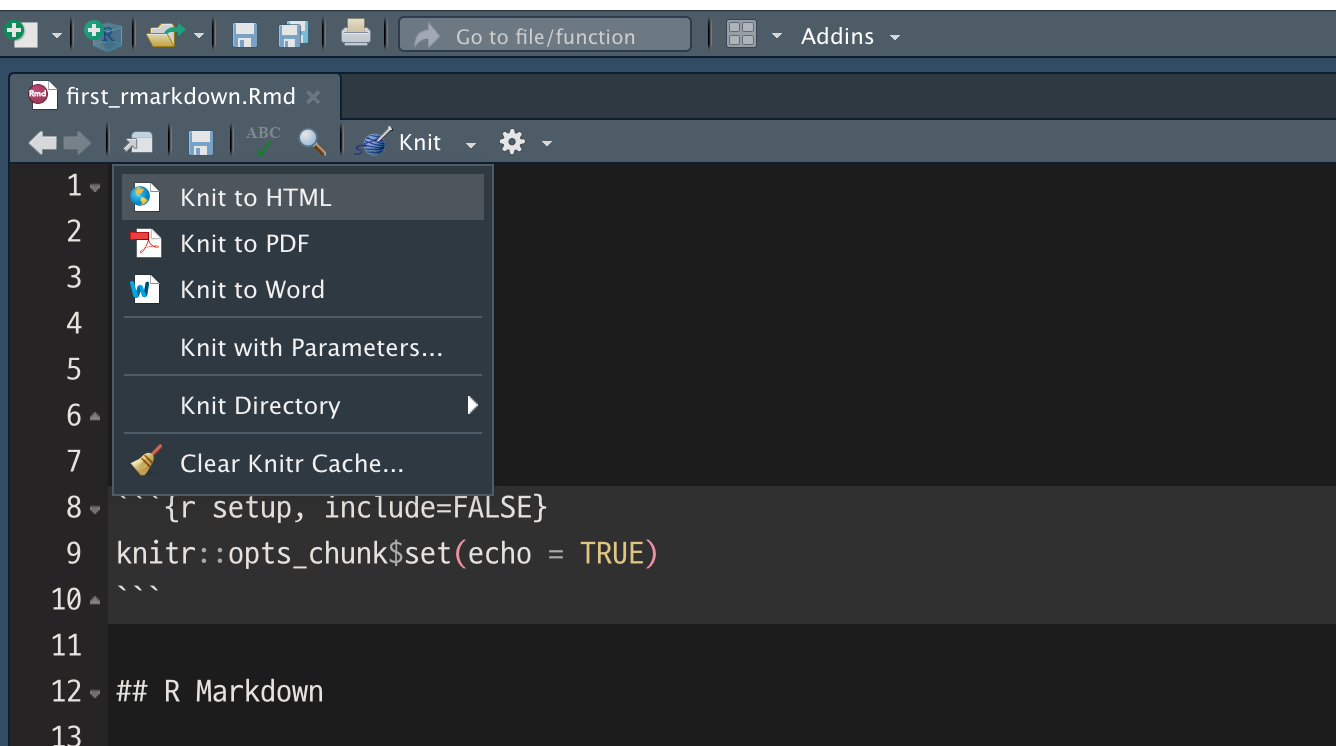 Go to file/function
Addins
first_rmarkdown.Rmd
ABC
Knit
1
Knit to HTML
2
Knit to PDF
3
Knit to Word
4
Knit with Parameters...
5
Knit Directory
6
7
Clear Knitr Cache...
8 ```{r setup, include=FALSE}
9 knitr::opts_chunk$set(echo = TRUE)
10 ```
11
12 ## R Markdown
13